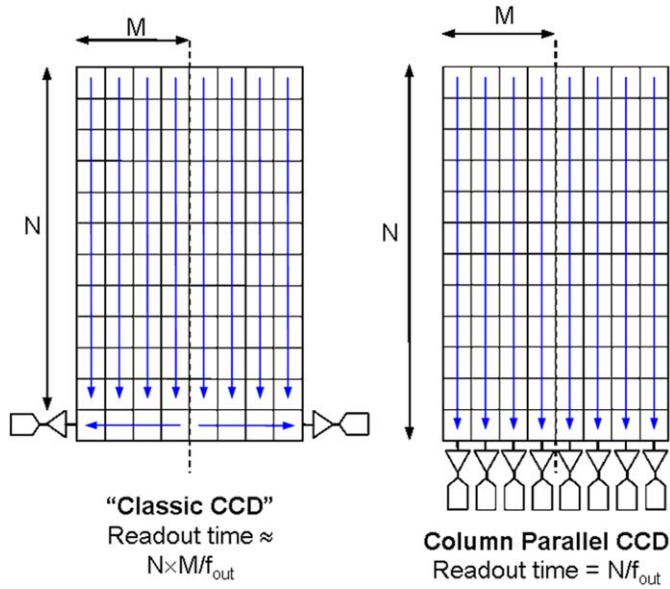 M
M
N
N
“Classic CCD”
Readout time ≈
N×M/fout
Column Parallel CCD
Readout time = N/fout